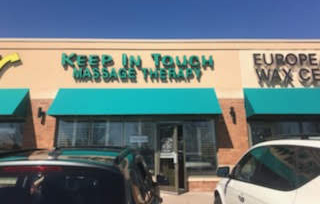 KEEP IN TOUCH
MASSAGE THERAPY
EUROPE
WAX CE